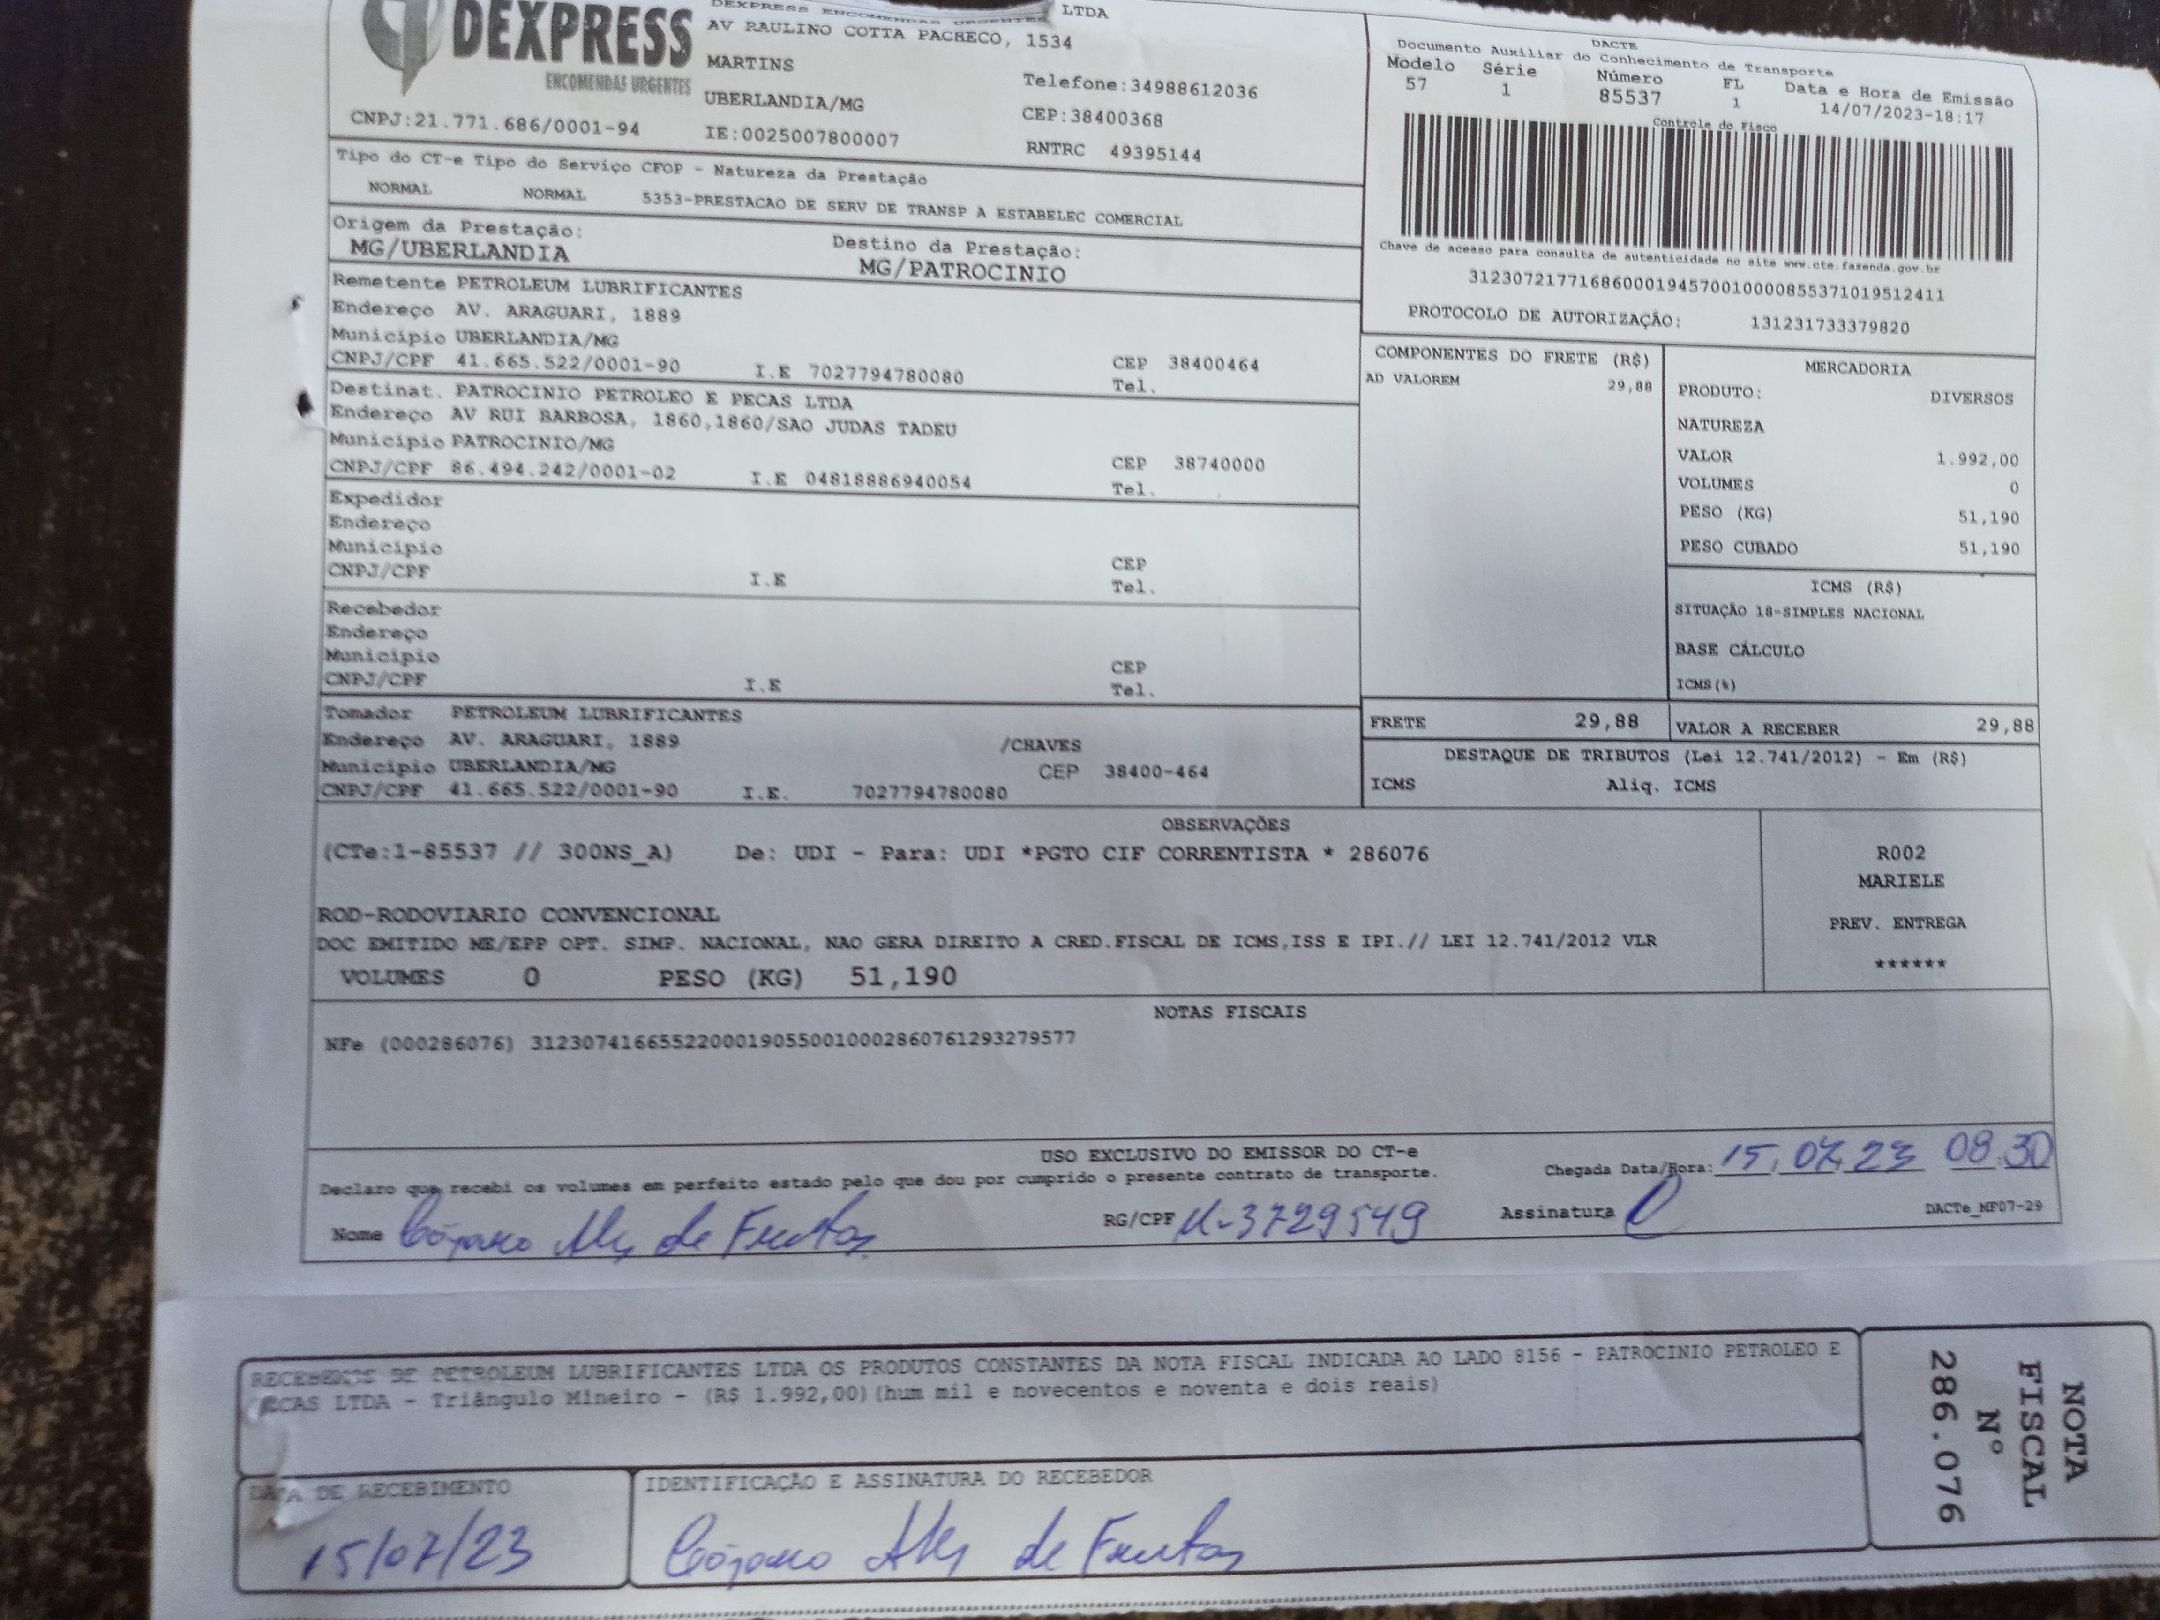 DEXPRESS
ENCOMENDAS URGENTES
CNPJ:21.771.686/0001-94
DEXPRESS ENCOMENDAS URGENTES LTDA
AV PAULINO COTTA PACHECO, 1534
MARTINS
UBERLANDIA/MG
IE:0025007800007
Telefone:34988612036
CEP:38400368
RNTRC 49395144
DACTE
Documento Auxiliar do Conhecimento de Transporte
Modelo Série Número FL Data e Hora de Emissão
57 1 85537 1 14/07/2023-18:17
Controle do Fisco
Chave de acesso para consulta de autenticidade no site www.cte.fazenda.gov.br
31230721771686000194570010000855371019512411
PROTOCOLO DE AUTORIZAÇÃO: 131231733379820
Tipo do CT-e Tipo do Serviço CFOP - Natureza da Prestação
NORMAL NORMAL 5353-PRESTACAO DE SERV DE TRANSP A ESTABELEC COMERCIAL
Origem da Prestação: Destino da Prestação:
MG/UBERLANDIA MG/PATROCINIO
Remetente PETROLEUM LUBRIFICANTES
Endereço AV. ARAGUARI, 1889
Município UBERLANDIA/MG
CNPJ/CPF 41.665.522/0001-90 I.E 7027794780080 CEP 38400464
Tel.
Destinat. PATROCINIO PETROLEO E PECAS LTDA
Endereço AV RUI BARBOSA, 1860,1860/SAO JUDAS TADEU
Município PATROCINIO/MG
CNPJ/CPF 86.494.242/0001-02 I.E 04818886940054 CEP 38740000
Tel.
Expedidor
Endereço
Município
CNPJ/CPF I.E CEP
Tel.
Recebedor
Endereço
Município
CNPJ/CPF I.E CEP
Tel.
Tomador PETROLEUM LUBRIFICANTES
Endereço AV. ARAGUARI, 1889 /CHAVES
Município UBERLANDIA/MG CEP 38400-464
CNPJ/CPF 41.665.522/0001-90 I.E. 7027794780080
COMPONENTES DO FRETE (R$)
AD VALOREM 29,88
MERCADORIA
PRODUTO: DIVERSOS
NATUREZA
VALOR 1.992,00
VOLUMES 0
PESO (KG) 51,190
PESO CUBADO 51,190
ICMS (R$)
SITUAÇÃO 18-SIMPLES NACIONAL
BASE CÁLCULO
ICMS(%)
FRETE 29,88 VALOR A RECEBER 29,88
DESTAQUE DE TRIBUTOS (Lei 12.741/2012) - Em (R$)
ICMS Aliq. ICMS
OBSERVAÇÕES
(CTe:1-85537 // 300NS_A) De: UDI - Para: UDI *PGTO CIF CORRENTISTA * 286076
ROD-RODOVIARIO CONVENCIONAL
DOC EMITIDO ME/EPP OPT. SIMP. NACIONAL, NAO GERA DIREITO A CRED.FISCAL DE ICMS,ISS E IPI.// LEI 12.741/2012 VLR
VOLUMES 0 PESO (KG) 51,190
R002
MARIELE
PREV. ENTREGA
******
NOTAS FISCAIS
NFe (000286076) 31230741665522000190550010002860761293279577
USO EXCLUSIVO DO EMISSOR DO CT-e
Declaro que recebi os volumes em perfeito estado pelo que dou por cumprido o presente contrato de transporte.
Chegada Data/Hora: 15.07.23 08:30
Nome de Freitas RG/CPF M-3729549 Assinatura
DACTe_MF07-29
RECEBEMOS DE PETROLEUM LUBRIFICANTES LTDA OS PRODUTOS CONSTANTES DA NOTA FISCAL INDICADA AO LADO 8156 - PATROCINIO PETROLEO E
PECAS LTDA - Triângulo Mineiro - (R$ 1.992,00)(hum mil e novecentos e noventa e dois reais)
DATA DE RECEBIMENTO
15/07/23
IDENTIFICAÇÃO E ASSINATURA DO RECEBEDOR
de Freitas
NOTA
FISCAL
Nº
286.076